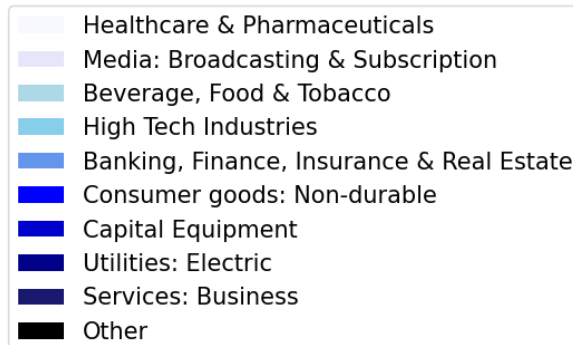 Healthcare & Pharmaceuticals
Media: Broadcasting & Subscription
Beverage, Food & Tobacco
High Tech Industries
Banking, Finance, Insurance & Real Estate
Consumer goods: Non-durable
Capital Equipment
Utilities: Electric
Services: Business
Other